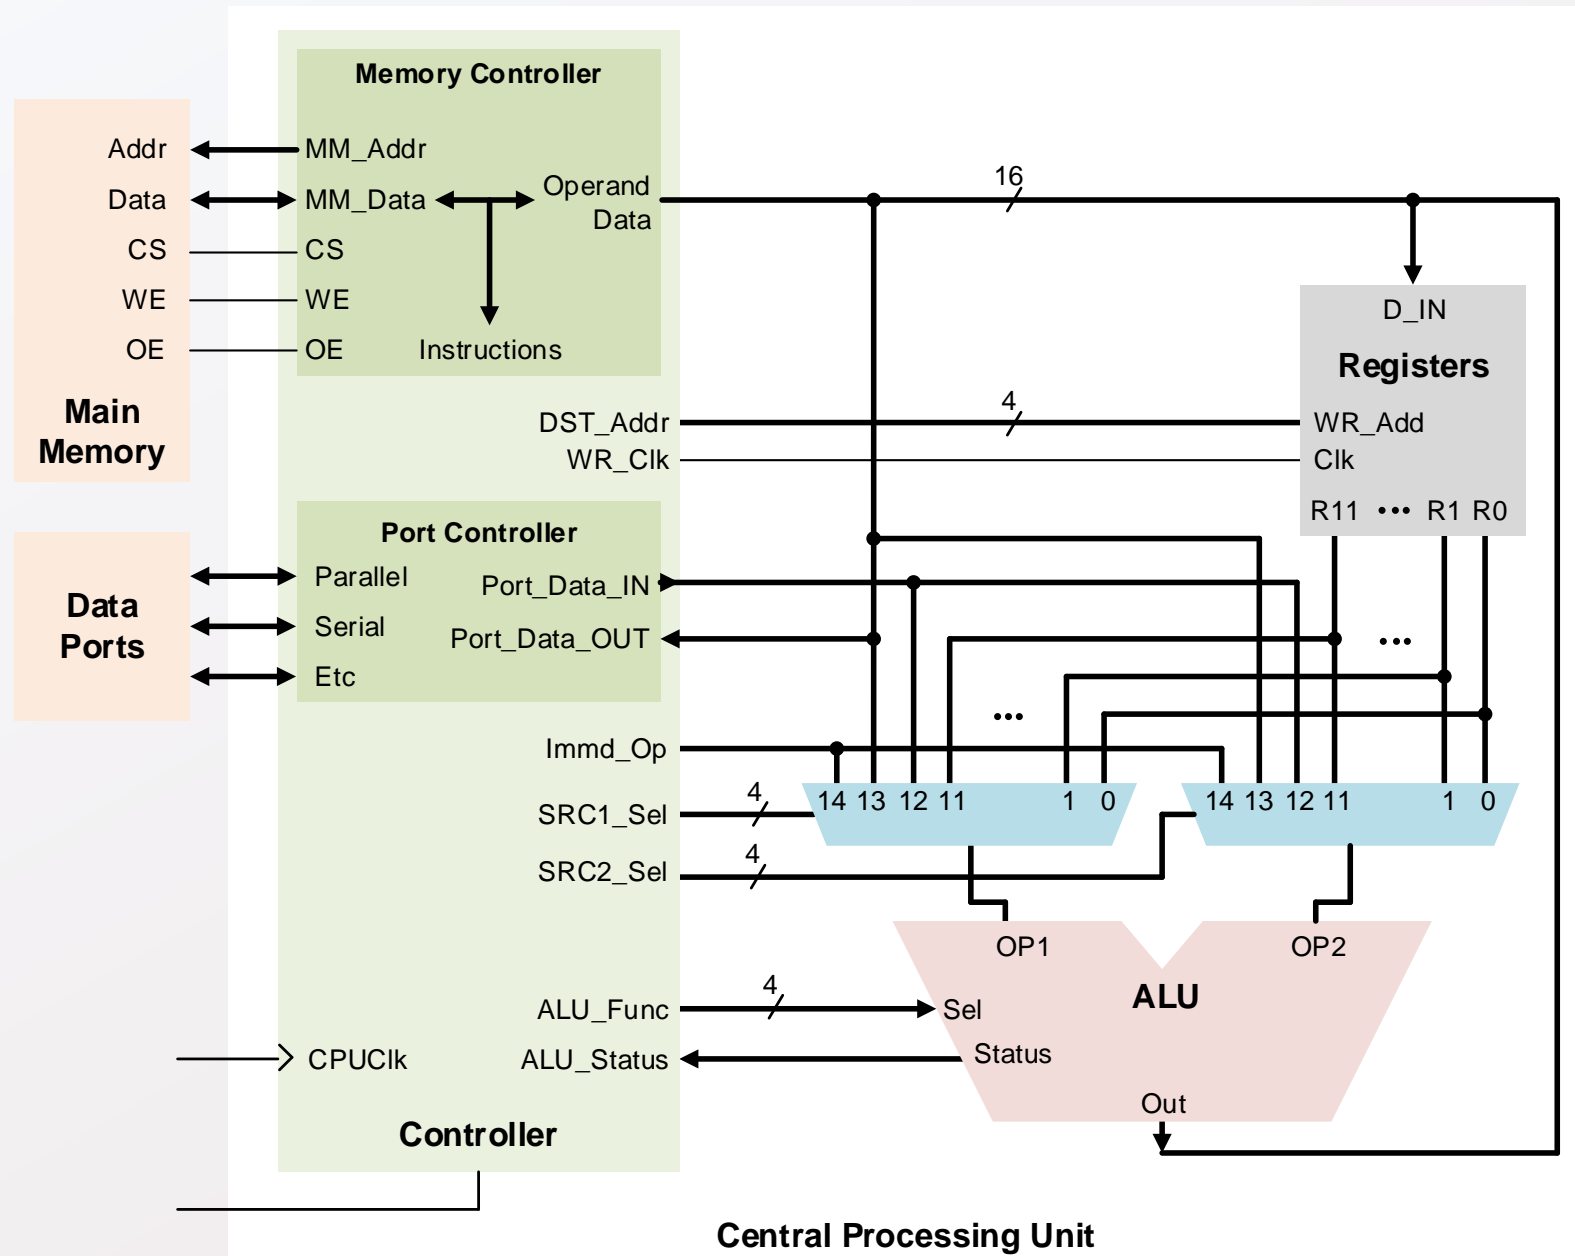 Memory Controller
Addr
MM_Addr
Data
MM_Data
Operand
Data
CS
CS
WE
WE
OE
OE
Instructions
Main
Memory
16
D_IN
Registers
DST_Addr
4
WR_Add
WR_Clk
Clk
R11 ••• R1 R0
Port Controller
Data
Ports
Parallel
Port_Data_IN
Serial
Port_Data_OUT
Etc
•••
•••
Immd_Op
SRC1_Sel
4
14 13 12 11 1 0
14 13 12 11 1 0
SRC2_Sel
4
OP1
OP2
ALU
ALU_Func
4
Sel
CPUClk
ALU_Status
Status
Out
Controller
Central Processing Unit